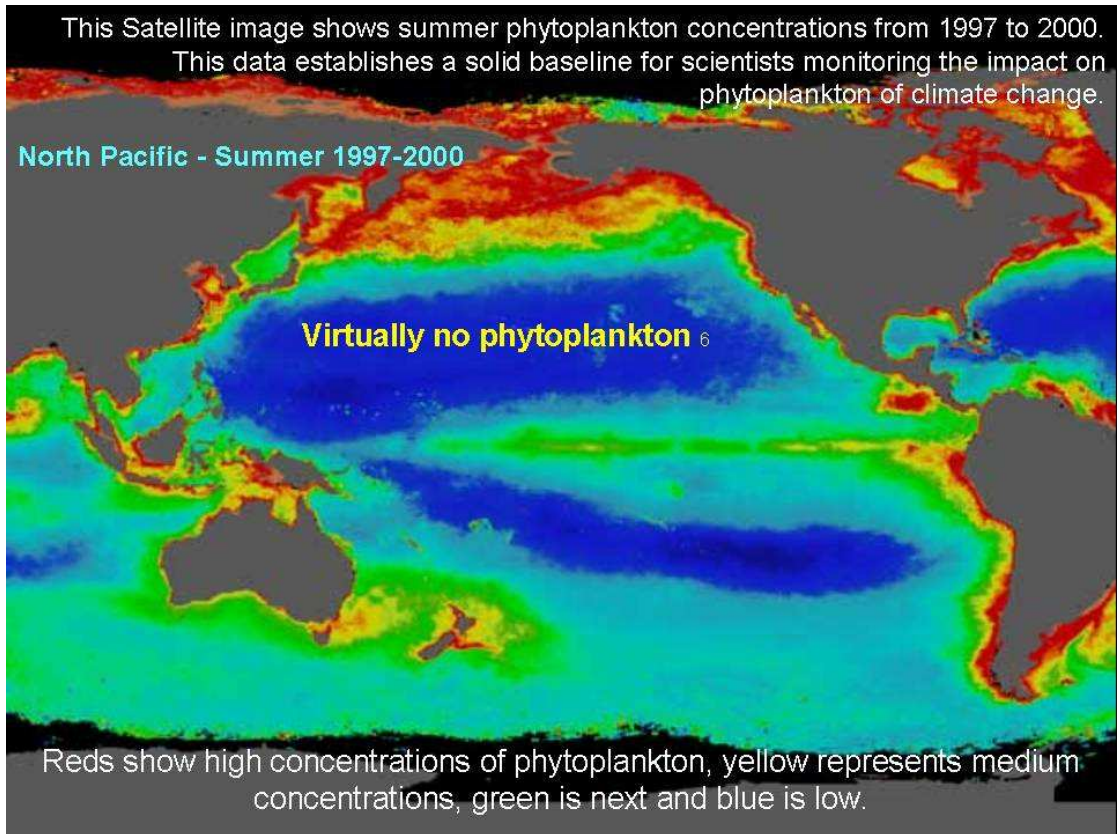 This Satellite image shows summer phytoplankton concentrations from 1997 to 2000.
This data establishes a solid baseline for scientists monitoring the impact on
phytoplankton of climate change.
North Pacific - Summer 1997-2000
Virtually no phytoplankton 6
Reds show high concentrations of phytoplankton, yellow represents medium
concentrations, green is next and blue is low.